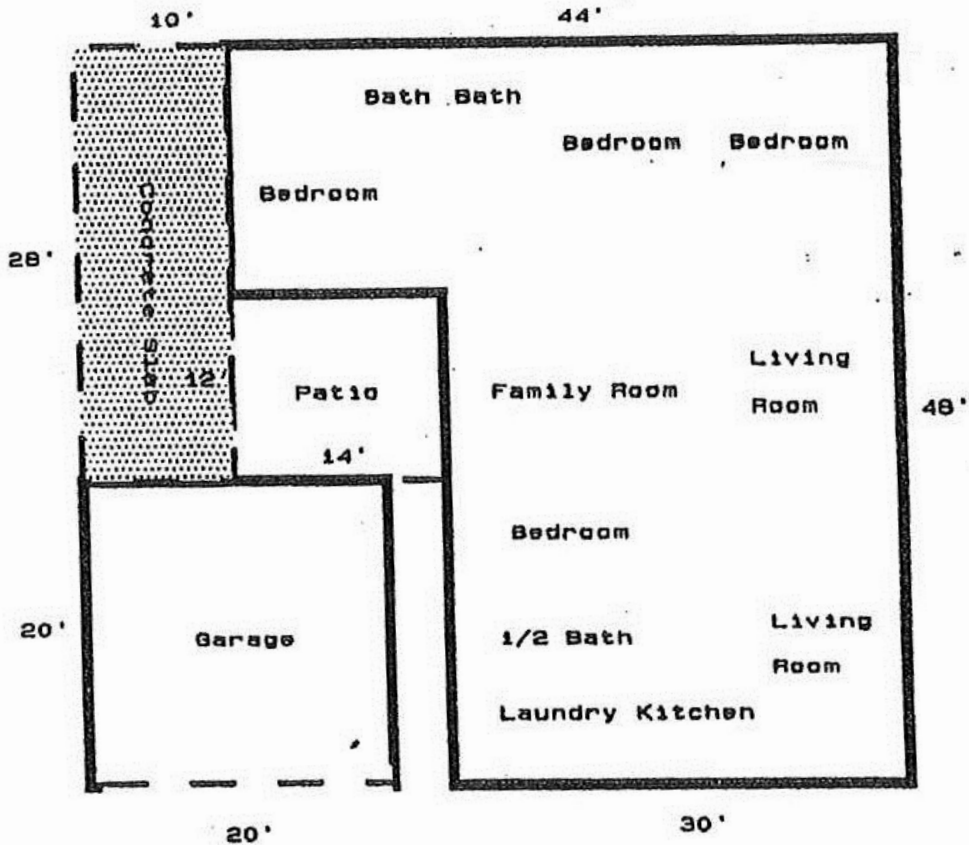 10'
44'
Bath Bath
Bedroom Bedroom
Bedroom
Concrete slab
28'
12'
Patio
Family Room
Living
Room
48'
14'
Bedroom
20'
Garage
1/2 Bath
Living
Room
Laundry Kitchen
20'
30'